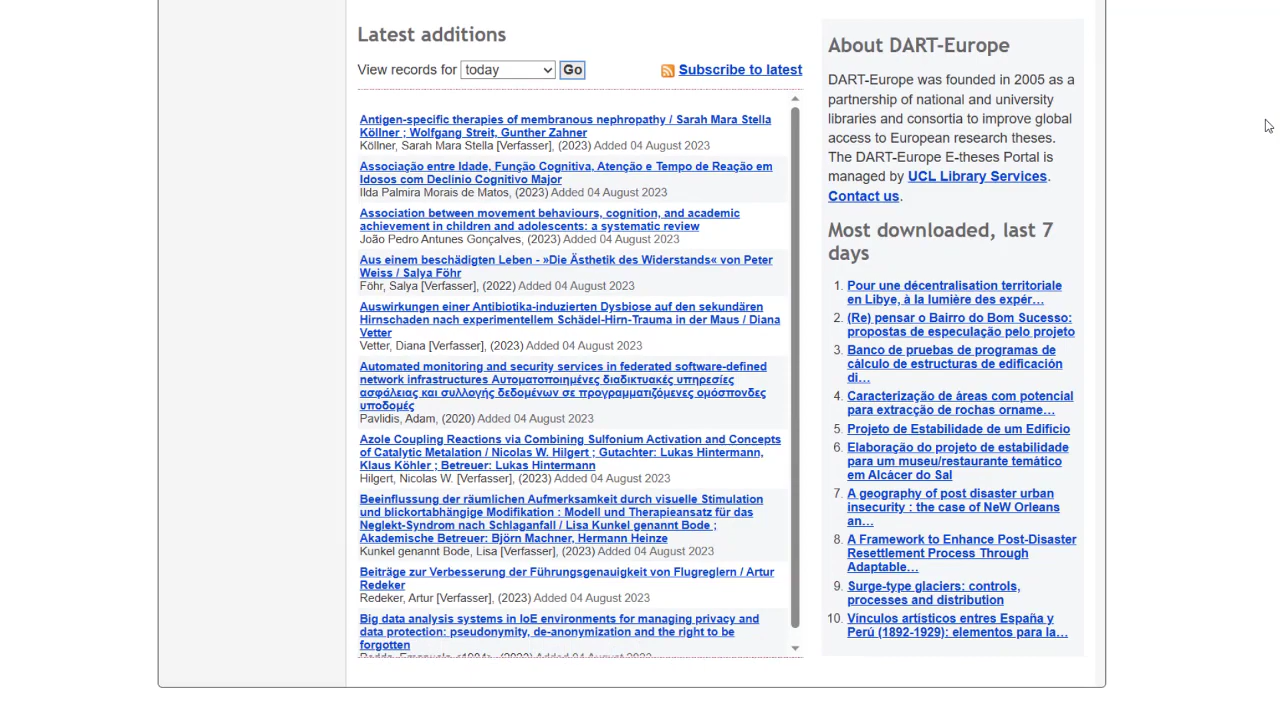 Latest additions
View records for today Go Subscribe to latest
Antigen-specific therapies of membranous nephropathy / Sarah Mara Stella
Köllner ; Wolfgang Streit, Gunther Zahner
Köllner, Sarah Mara Stella [Verfasser], (2023) Added 04 August 2023
Associação entre Idade, Função Cognitiva, Atenção e Tempo de Reação em
Idosos com Declinio Cognitivo Major
Ilda Palmira Morais de Matos, (2023) Added 04 August 2023
Association between movement behaviours, cognition, and academic
achievement in children and adolescents: a systematic review
João Pedro Antunes Gonçalves, (2023) Added 04 August 2023
Aus einem beschädigten Leben - »Die Ästhetik des Widerstands« von Peter
Weiss / Salya Föhr
Föhr, Salya [Verfasser], (2022) Added 04 August 2023
Auswirkungen einer Antibiotika-induzierten Dysbiose auf den sekundären
Hirnschaden nach experimentellem Schädel-Hirn-Trauma in der Maus / Diana
Vetter
Vetter, Diana [Verfasser], (2023) Added 04 August 2023
Automated monitoring and security services in federated software-defined
network infrastructures Αυτοματοποιημένες διαδικτυακές υπηρεσίες
ασφάλειας και συλλογής δεδομένων σε προγραμματιζόμενες ομόσπονδες
υποδομές
Pavlidis, Adam, (2020) Added 04 August 2023
Azole Coupling Reactions via Combining Sulfonium Activation and Concepts
of Catalytic Metalation / Nicolas W. Hilgert ; Gutachter: Lukas Hintermann,
Klaus Köhler ; Betreuer: Lukas Hintermann
Hilgert, Nicolas W. [Verfasser], (2023) Added 04 August 2023
Beeinflussung der räumlichen Aufmerksamkeit durch visuelle Stimulation
und blickortabhängige Modifikation : Modell und Therapieansatz für das
Neglekt-Syndrom nach Schlaganfall / Lisa Kunkel genannt Bode ;
Akademische Betreuer: Björn Machner, Hermann Heinze
Kunkel genannt Bode, Lisa [Verfasser], (2023) Added 04 August 2023
Beiträge zur Verbesserung der Führungsgenauigkeit von Flugreglern / Artur
Redeker
Redeker, Artur [Verfasser], (2023) Added 04 August 2023
Big data analysis systems in IoE environments for managing privacy and
data protection: pseudonymity, de-anonymization and the right to be
forgotten
About DART-Europe
DART-Europe was founded in 2005 as a
partnership of national and university
libraries and consortia to improve global
access to European research theses.
The DART-Europe E-theses Portal is
managed by UCL Library Services.
Contact us.
Most downloaded, last 7
days
1. Pour une décentralisation territoriale
en Libye, à la lumière des expér…
2. (Re) pensar o Bairro do Bom Sucesso:
propostas de especulação pelo projeto
3. Banco de pruebas de programas de
cálculo de estructuras de edificación
di…
4. Caracterização de áreas com potencial
para extracção de rochas orname…
5. Projeto de Estabilidade de um Edificio
6. Elaboração do projeto de estabilidade
para um museu/restaurante temático
em Alcácer do Sal
7. A geography of post disaster urban
insecurity : the case of NeW Orleans
an…
8. A Framework to Enhance Post-Disaster
Resettlement Process Through
Adaptable…
9. Surge-type glaciers: controls,
processes and distribution
10. Vínculos artísticos entres España y
Perú (1892-1929): elementos para la…